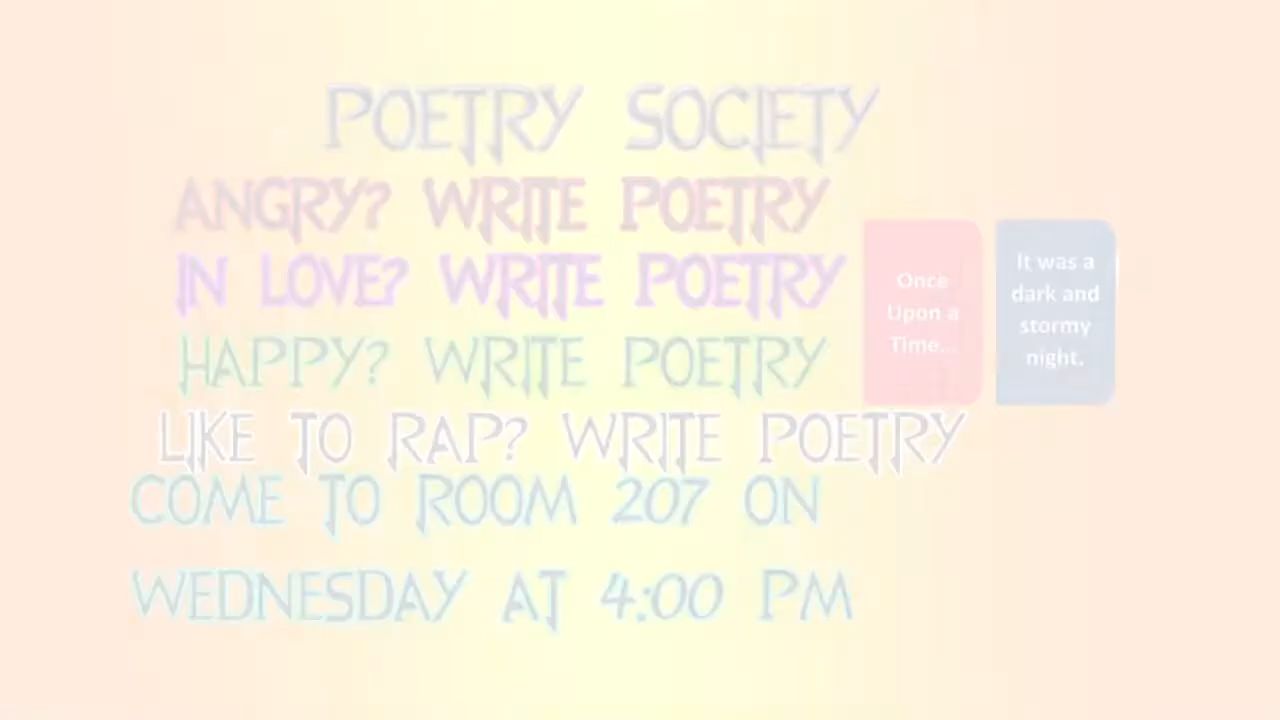 POETRY SOCIETY
ANGRY? WRITE POETRY
IN LOVE? WRITE POETRY
HAPPY? WRITE POETRY
LIKE TO RAP? WRITE POETRY
COME TO ROOM 207 ON
WEDNESDAY AT 4:00 PM
Once
Upon a
Time...
It was a
dark and
stormy
night.